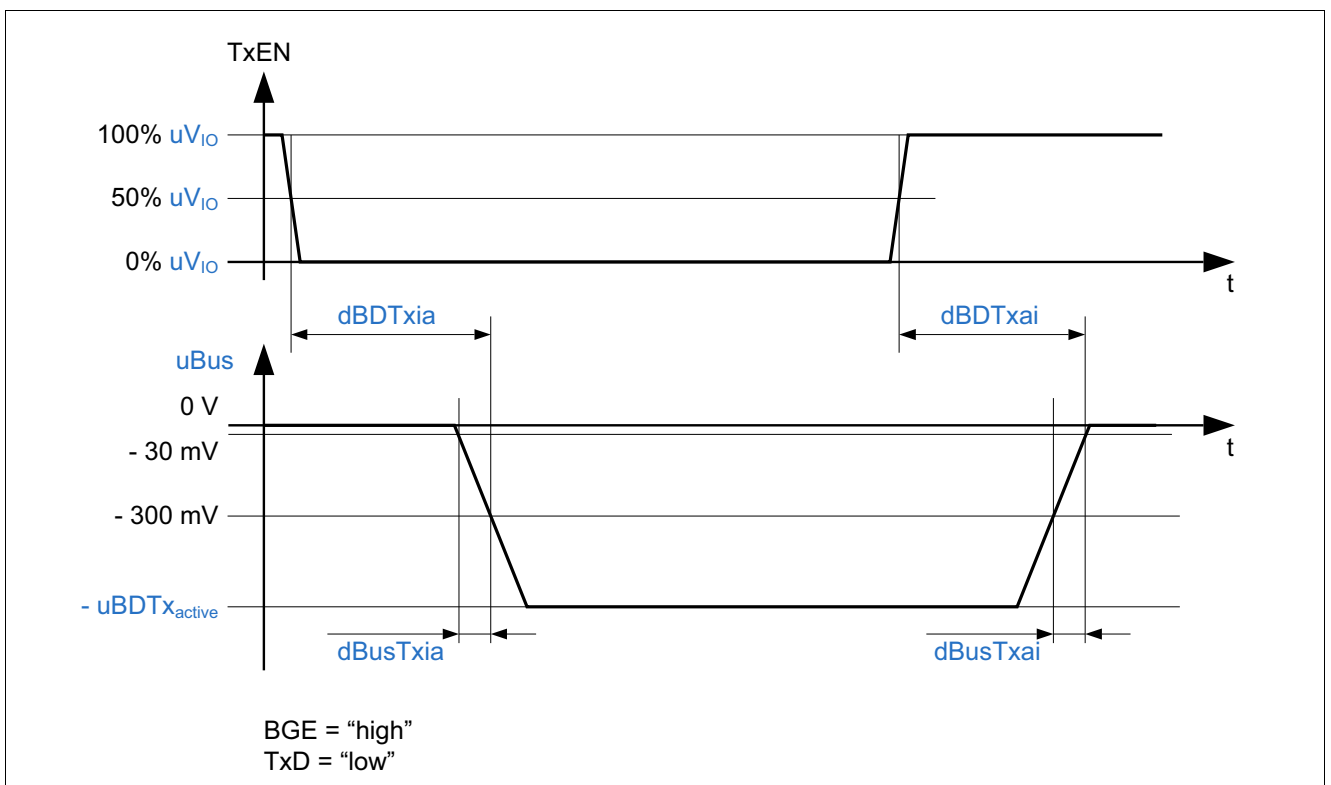 TxEN
100% uVIO
50% uVIO
0% uVIO
t
dBDTxia
dBDTxai
uBus
0 V
- 30 mV
t
- 300 mV
- uBDTxactive
dBusTxia
dBusTxai
BGE = “high”
TxD = “low”